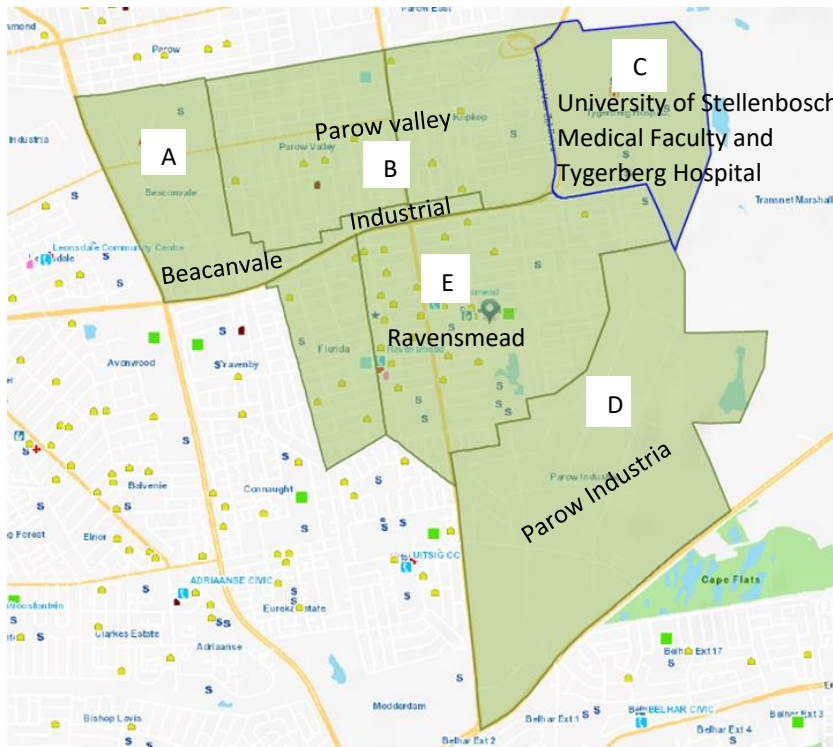 Parow East
Parow
C
University of Stellenbosch
Medical Faculty and
Tygerberg Hospital
Industria
A
Parow valley
Parow Valley
B
Beaconvale
Transnet Marshall
Industrial
Leonsdale Community Centre
Beacanvale
E
Ravensmead
Florida
Ravensmead
Avonwood
D
Parow Industria
Parow Industria
Balvenie
Connaught
Elnor
UITSIG CC
Cape Flats
ADRIAANSE CIVIC
Clarkes Estate
Adriaanse
Belhar Ext 17
Modderdam
BELHAR CIVIC
Bishop Lavis
Belhar Ext 1
Belhar Ext 3
Belhar Ext 2
Belhar Ext 4